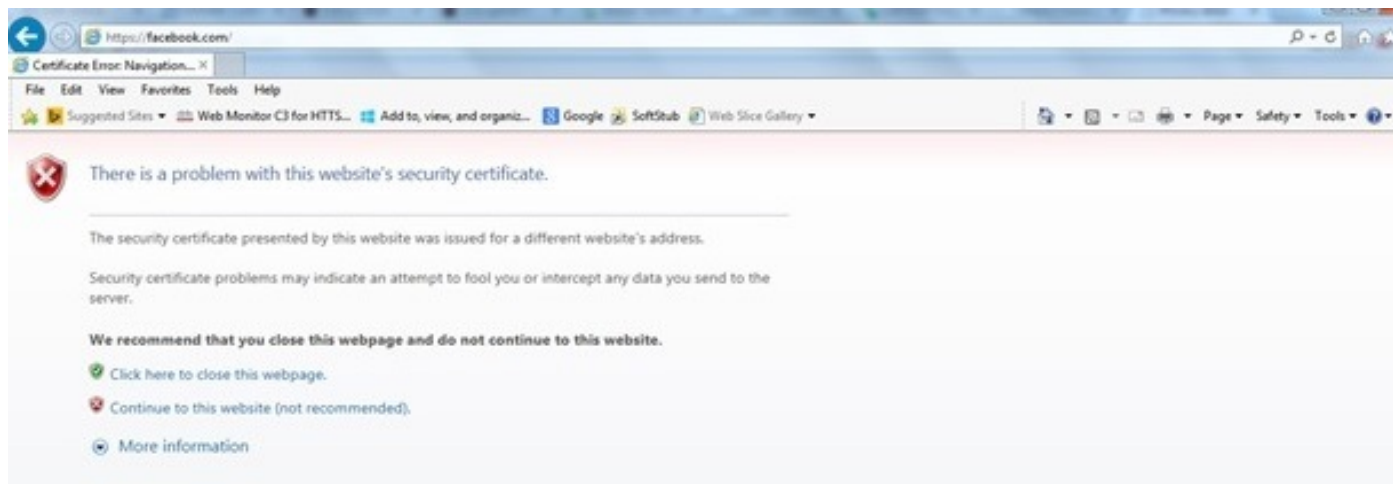 https://facebook.com/
Certificate Error: Navigation...
File Edit View Favorites Tools Help
Suggested Sites Web Monitor C3 for HTTS... Add to, view, and organiz... Google SoftStub Web Slice Gallery Page Safety Tools
There is a problem with this website's security certificate.
The security certificate presented by this website was issued for a different website's address.
Security certificate problems may indicate an attempt to fool you or intercept any data you send to the
server.
We recommend that you close this webpage and do not continue to this website.
Click here to close this webpage.
Continue to this website (not recommended).
More information